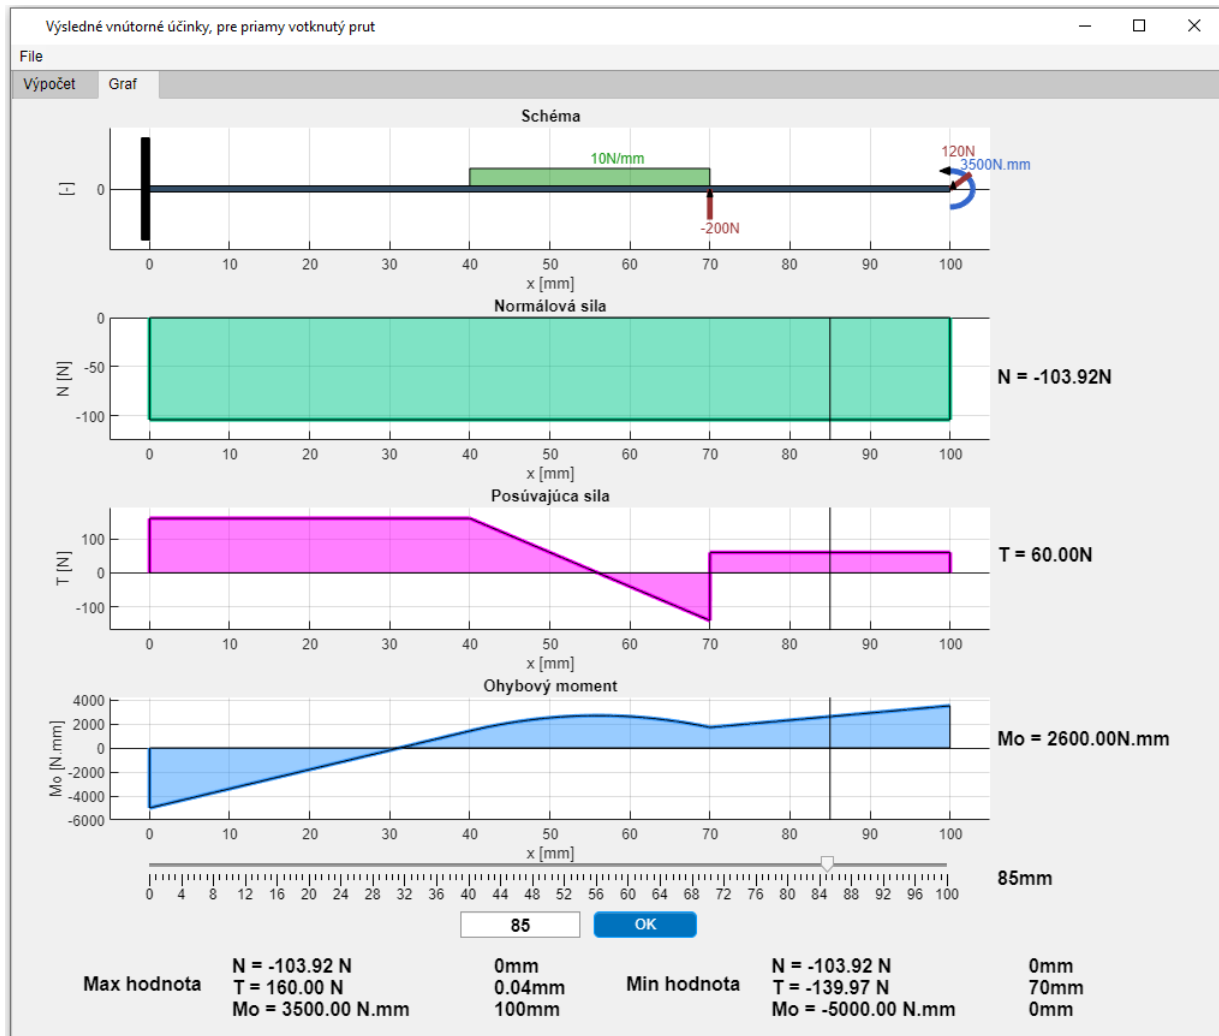 Výsledné vnútorné účinky, pre priamy votknutý prut
File
Výpočet Graf
Schéma
10N/mm
120N
3500N.mm
-200N
[-]
0
0 10 20 30 40 50 60 70 80 90 100
x [mm]
Normálová sila
0
-50
-100
N [N]
N = -103.92N
0 10 20 30 40 50 60 70 80 90 100
x [mm]
Posúvajúca sila
100
0
-100
T [N]
T = 60.00N
0 10 20 30 40 50 60 70 80 90 100
x [mm]
Ohybový moment
4000
2000
0
-2000
-4000
-6000
Mo [N.mm]
Mo = 2600.00N.mm
0 10 20 30 40 50 60 70 80 90 100
x [mm]
0 4 8 12 16 20 24 28 32 36 40 44 48 52 56 60 64 68 72 76 80 84 88 92 96 100
85mm
85 OK
Max hodnota
N = -103.92 N 0mm
T = 160.00 N 0.04mm
Mo = 3500.00 N.mm 100mm
Min hodnota
N = -103.92 N 0mm
T = -139.97 N 70mm
Mo = -5000.00 N.mm 0mm